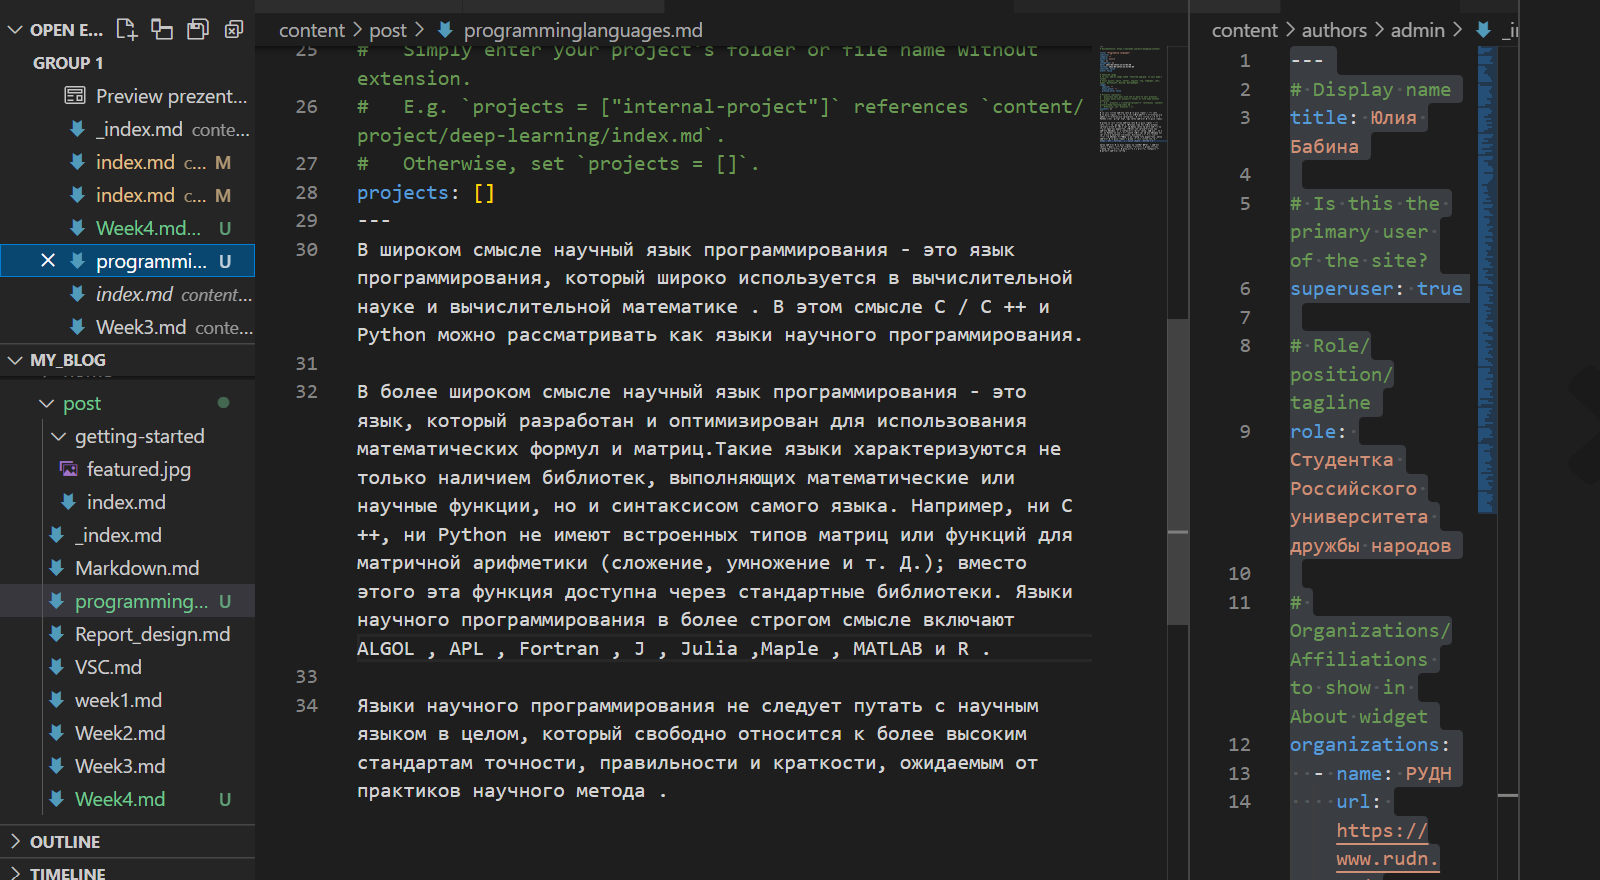 OPEN E...
GROUP 1
Preview prezent...
_index.md conte...
index.md c... M
index.md c... M
Week4.md... U
programmi... U
index.md content...
Week3.md conte...
MY_BLOG
post
getting-started
featured.jpg
index.md
_index.md
Markdown.md
programming... U
Report_design.md
VSC.md
week1.md
Week2.md
Week3.md
Week4.md U
OUTLINE
TIMELINE
content > post > programminglanguages.md
25 #   Simply enter your project's folder or file name without
extension.
26 #   E.g. `projects = ["internal-project"]` references `content/
project/deep-learning/index.md`.
27 #   Otherwise, set `projects = []`.
28 projects: []
29 ---
30 В широком смысле научный язык программирования - это язык
программирования, который широко используется в вычислительной
науке и вычислительной математике . В этом смысле C / C ++ и
Python можно рассматривать как языки научного программирования.
31
32 В более широком смысле научный язык программирования - это
язык, который разработан и оптимизирован для использования
математических формул и матриц.Такие языки характеризуются не
только наличием библиотек, выполняющих математические или
научные функции, но и синтаксисом самого языка. Например, ни C
++, ни Python не имеют встроенных типов матриц или функций для
матричной арифметики (сложение, умножение и т. Д.); вместо
этого эта функция доступна через стандартные библиотеки. Языки
научного программирования в более строгом смысле включают
ALGOL , APL , Fortran , J , Julia ,Maple , MATLAB и R .
33
34 Языки научного программирования не следует путать с научным
языком в целом, который свободно относится к более высоким
стандартам точности, правильности и краткости, ожидаемым от
практиков научного метода .
content > authors > admin >
1 ---
2 # Display name
3 title: Юлия
Бабина
4
5 # Is this the
primary user
of the site?
6 superuser: true
7
8 # Role/
position/
tagline
9 role:
Студентка
Российского
университета
дружбы народов
10
11 #
Organizations/
Affiliations
to show in
About widget
12 organizations:
13 - name: РУДН
14 url:
https://
www.rudn.